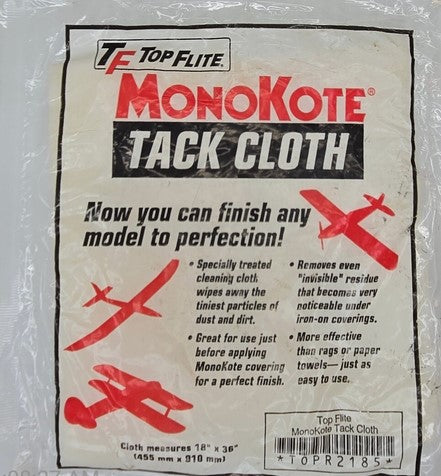 TF TOP FLITE
MONOKOTE®
TACK CLOTH
Now you can finish any
model to perfection!
• Specially treated
cleaning cloth
wipes away the
tiniest particles of
dust and dirt.
• Great for use just
before applying
MonoKote covering
for a perfect finish.
• Removes even
"invisible" residue
that becomes very
noticeable under
iron-on coverings.
• More effective
than rags or paper
towels—just as
easy to use.
Cloth measures 18" x 36"
(455 mm x 910 mm)
Top Flite
MonoKote Tack Cloth
*TOPR2185*